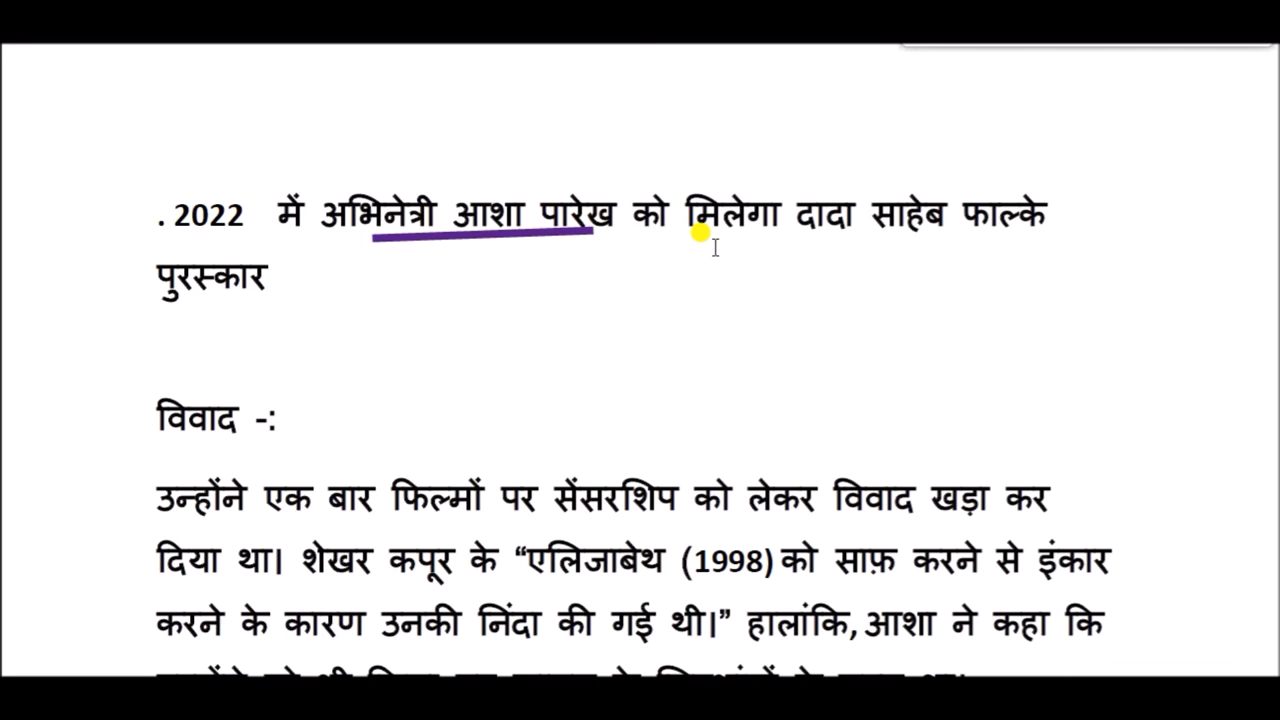 . 2022 में अभिनेत्री आशा पारेख को मिलेगा दादा साहेब फाल्के
पुरस्कार
विवाद -:
उन्होंने एक बार फिल्मों पर सेंसरशिप को लेकर विवाद खड़ा कर
दिया था। शेखर कपूर के “एलिजाबेथ (1998) को साफ़ करने से इंकार
करने के कारण उनकी निंदा की गई थी।” हालांकि, आशा ने कहा कि